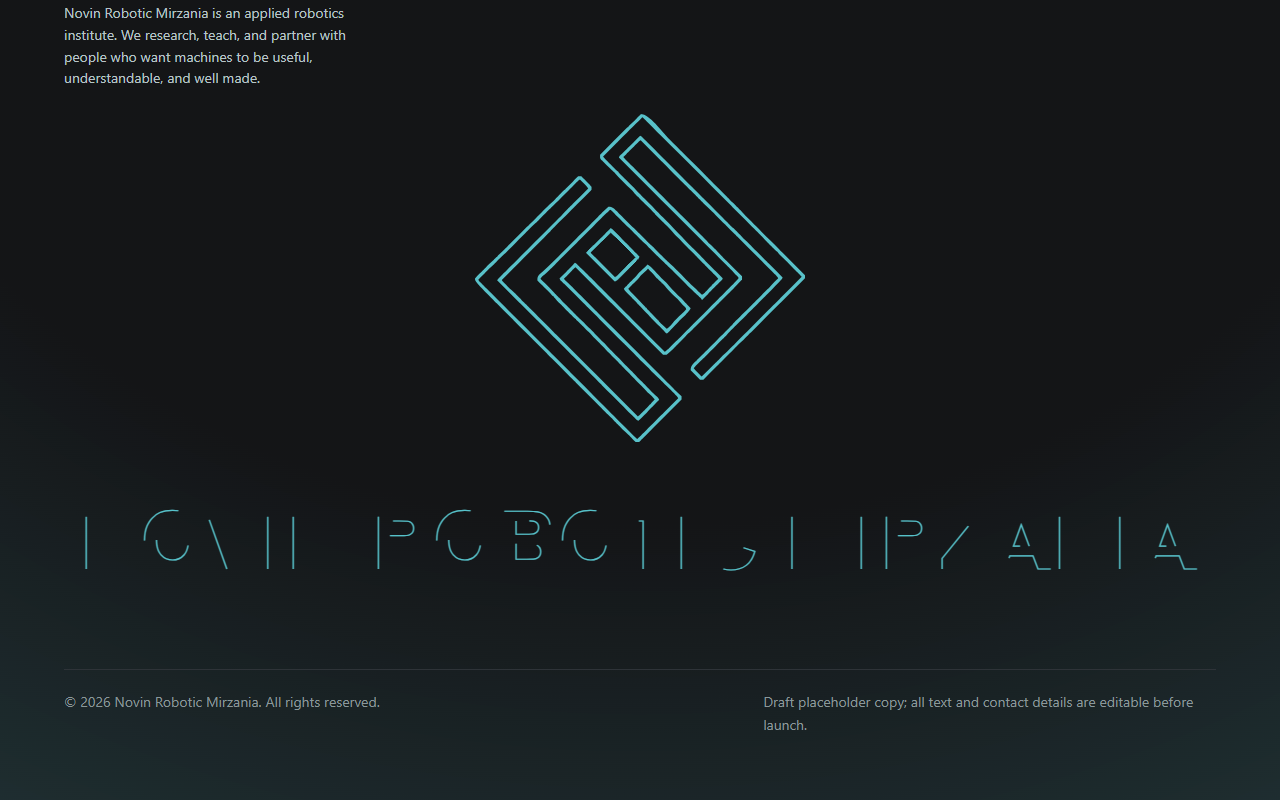 Novin Robotic Mirzania is an applied robotics
institute. We research, teach, and partner with
people who want machines to be useful,
understandable, and well made.
© 2026 Novin Robotic Mirzania. All rights reserved.
Draft placeholder copy; all text and contact details are editable before
launch.